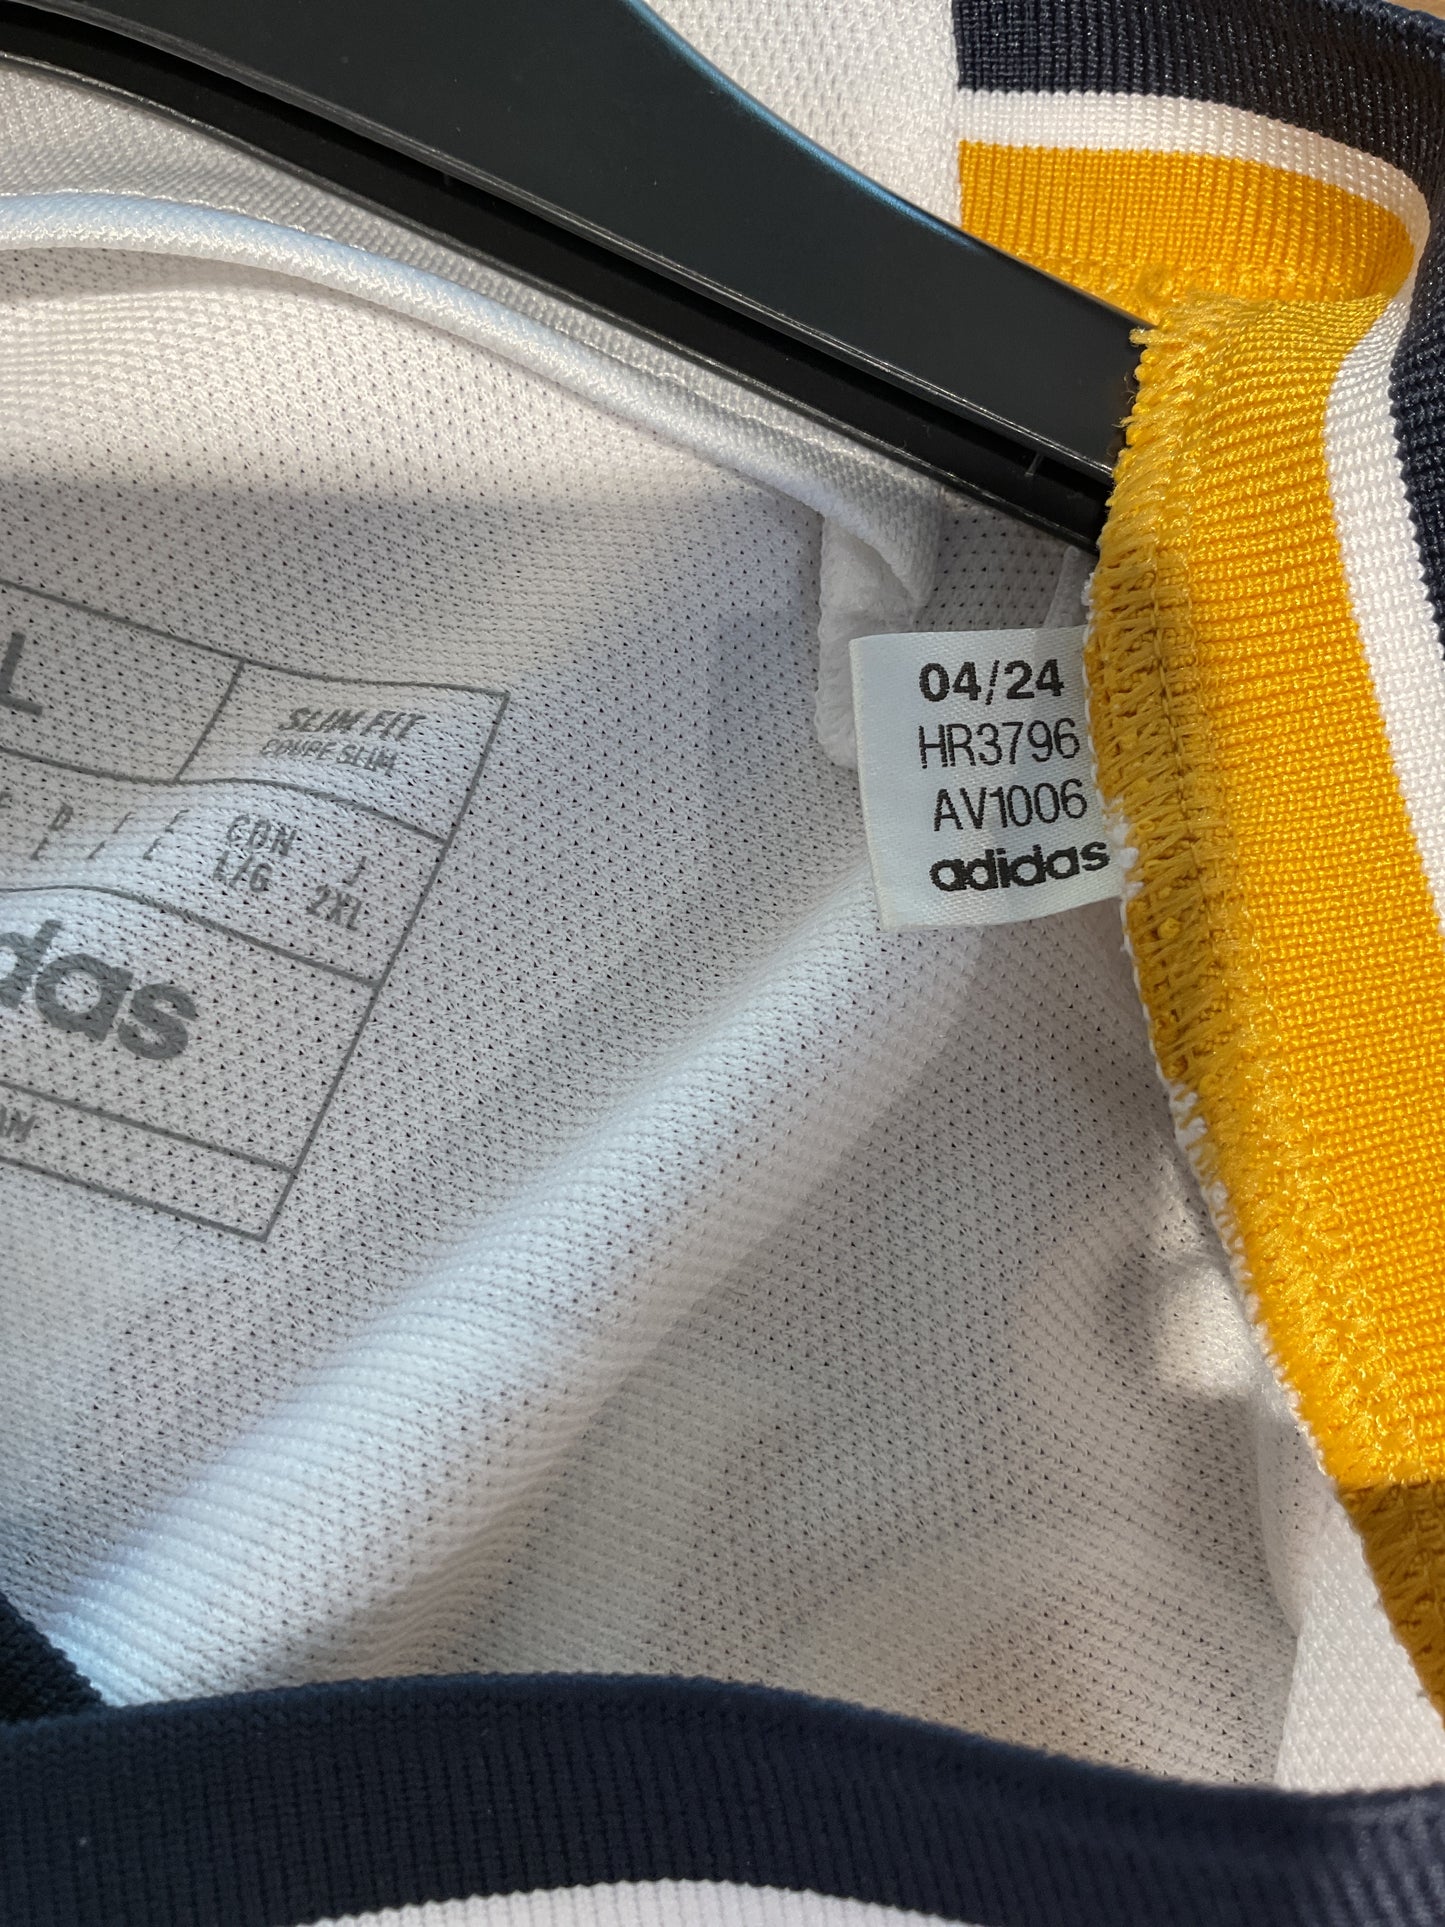 04/24
HR3796
AV1006
adidas
L
SLIM FIT
COUPE SLIM
CDN J
L/G 2XL
das